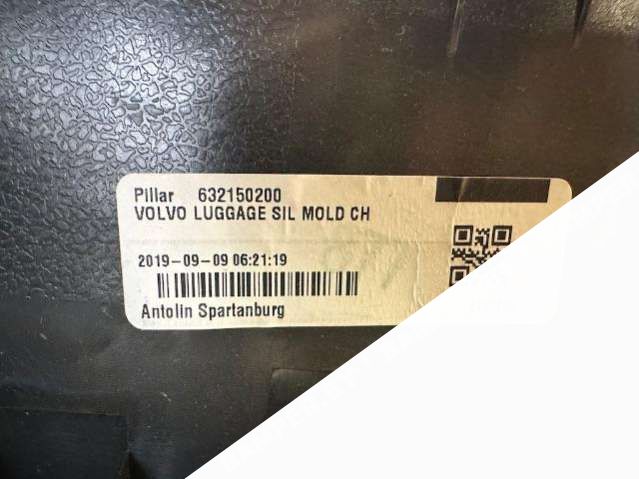 Pillar 632150200
VOLVO LUGGAGE SIL MOLD CH
2019-09-09 06:21:19
Antolin Spartanburg